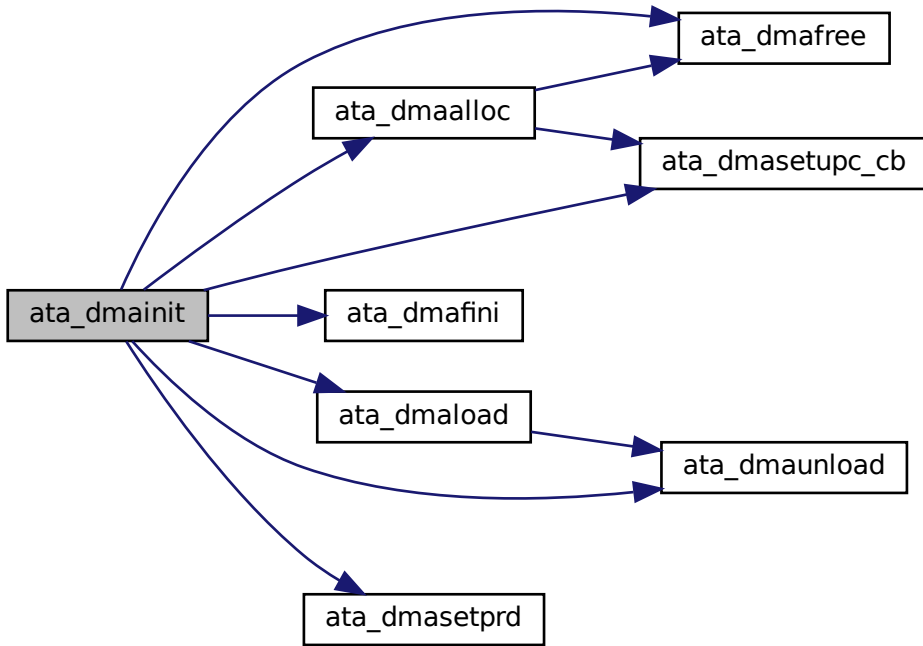 ata_dmafree
ata_dmaalloc
ata_dmasetupc_cb
ata_dmainit
ata_dmafini
ata_dmaload
ata_dmaunload
ata_dmasetprd